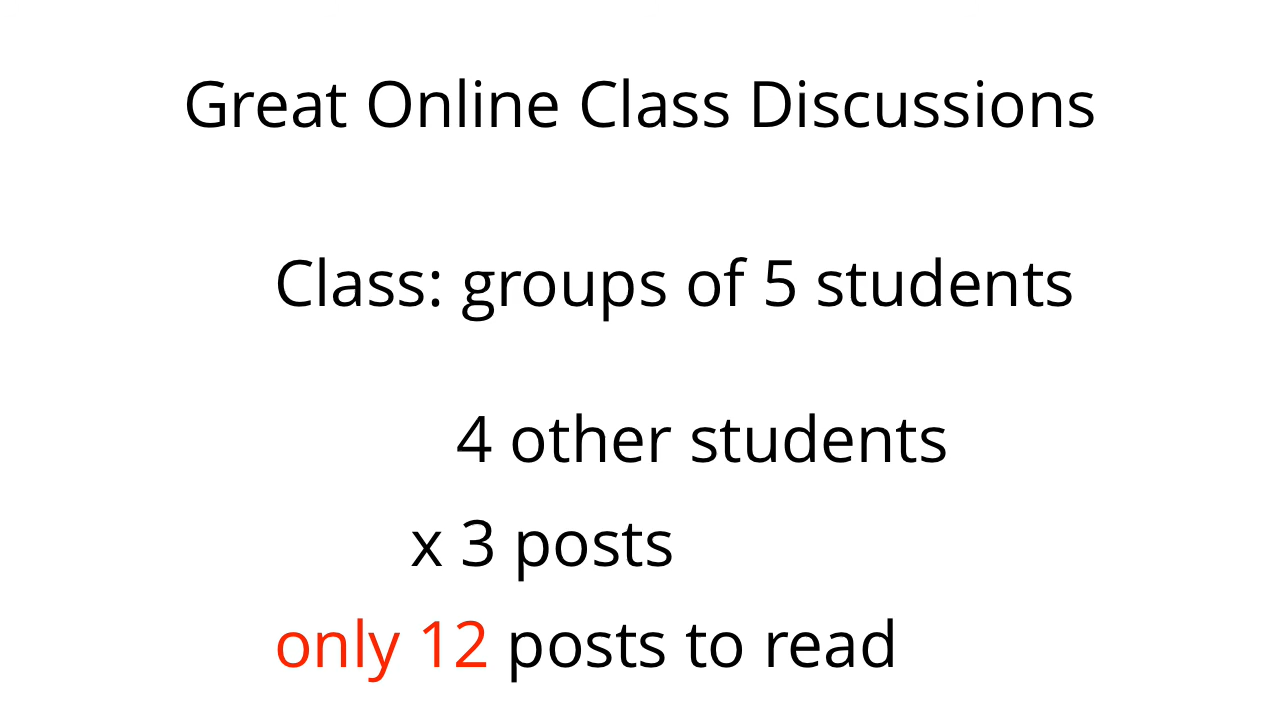 Great Online Class Discussions
Class: groups of 5 students
4 other students
x 3 posts
only 12 posts to read